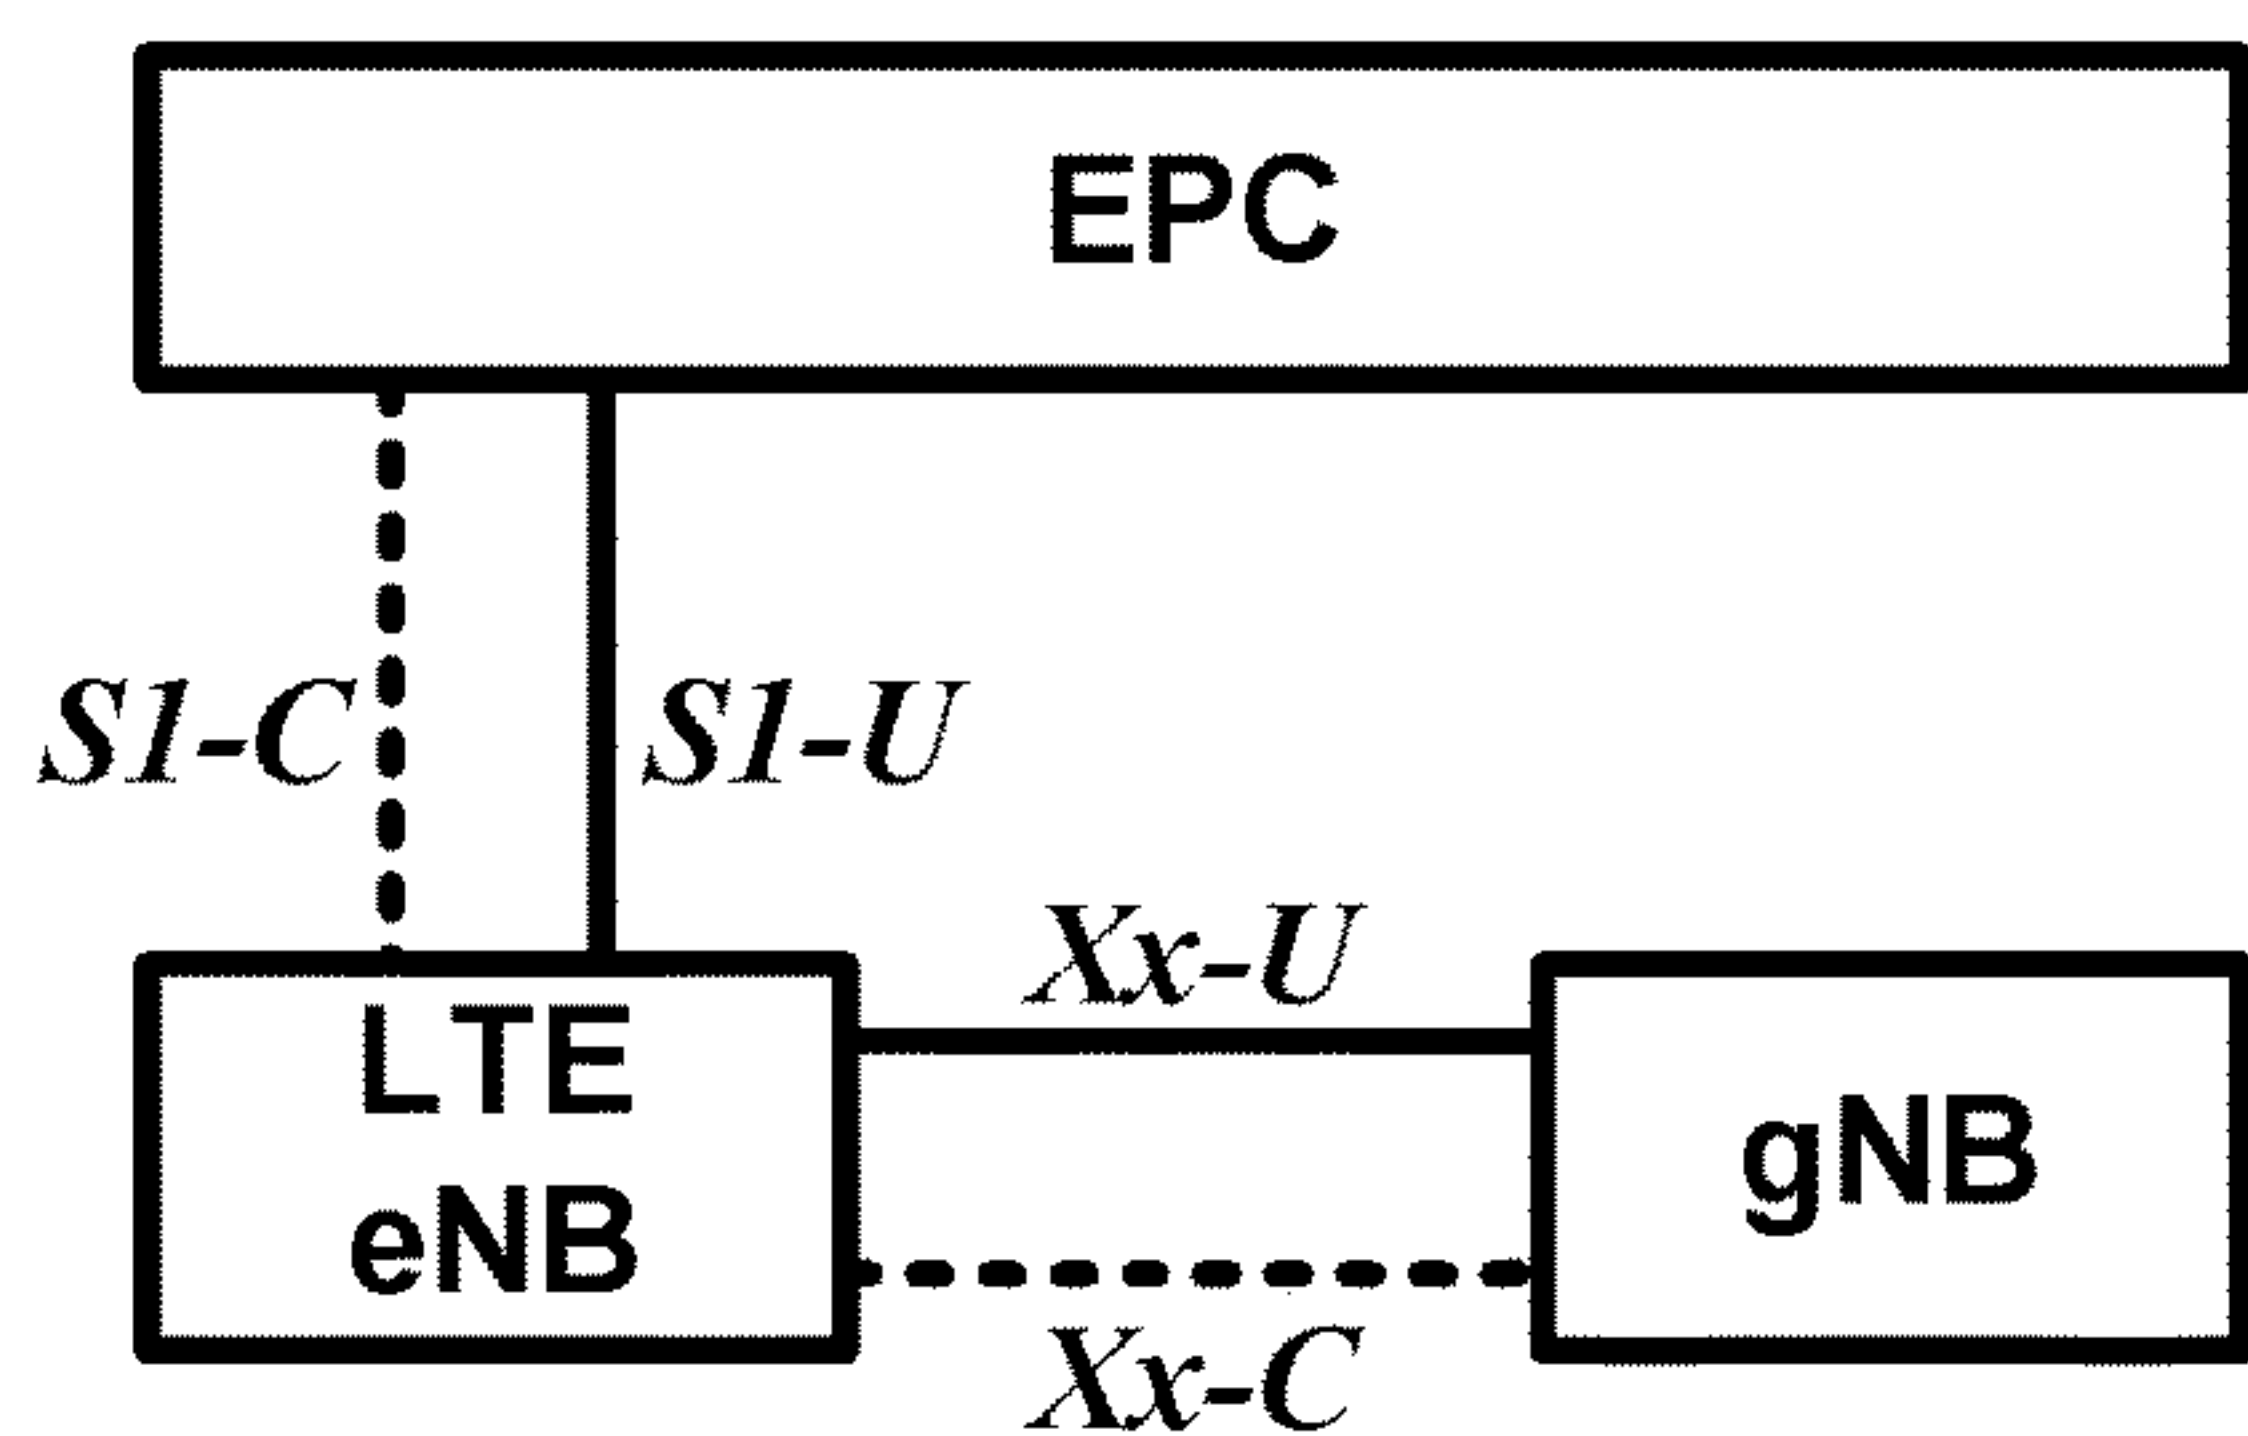 EPC
S1-C
S1-U
Xx-U
LTE
eNB
gNB
Xx-C